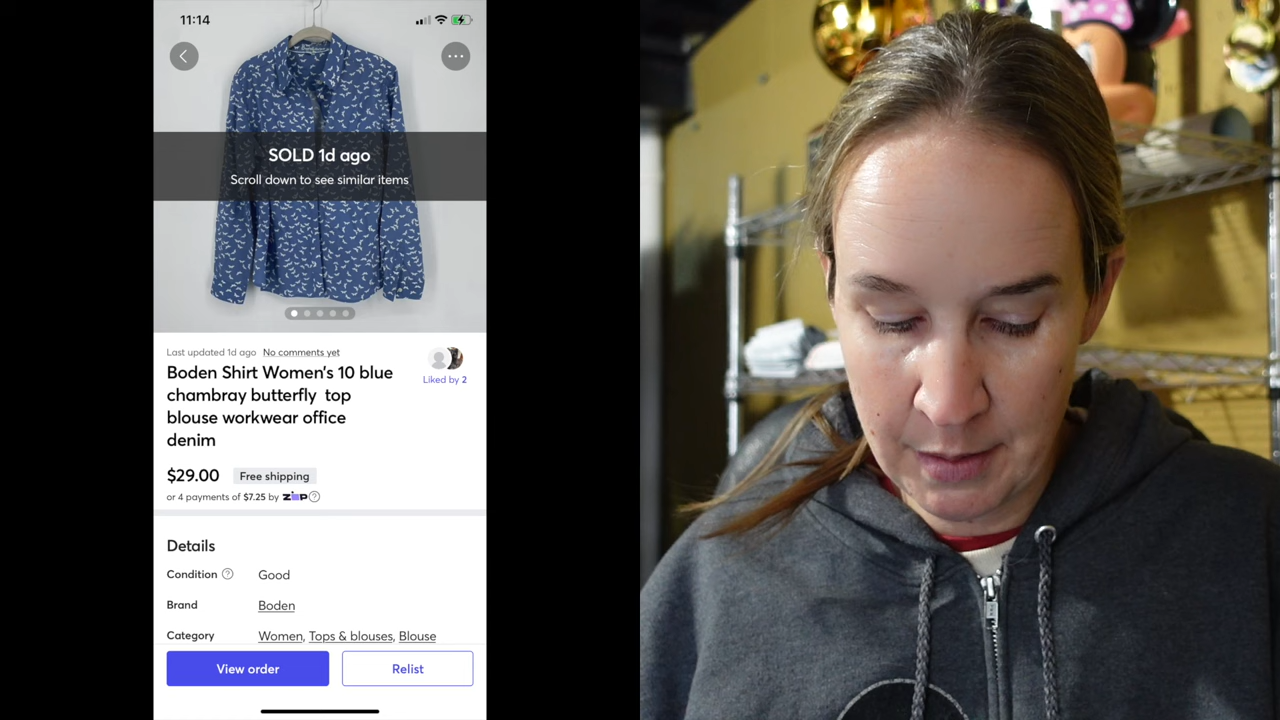 11:14
SOLD 1d ago
Scroll down to see similar items
Last updated 1d ago No comments yet
Boden Shirt Women's 10 blue
chambray butterfly top
blouse workwear office
denim
Liked by 2
$29.00 Free shipping
or 4 payments of $7.25 by ZIP
Details
Condition Good
Brand Boden
Category Women, Tops & blouses, Blouse
View order Relist